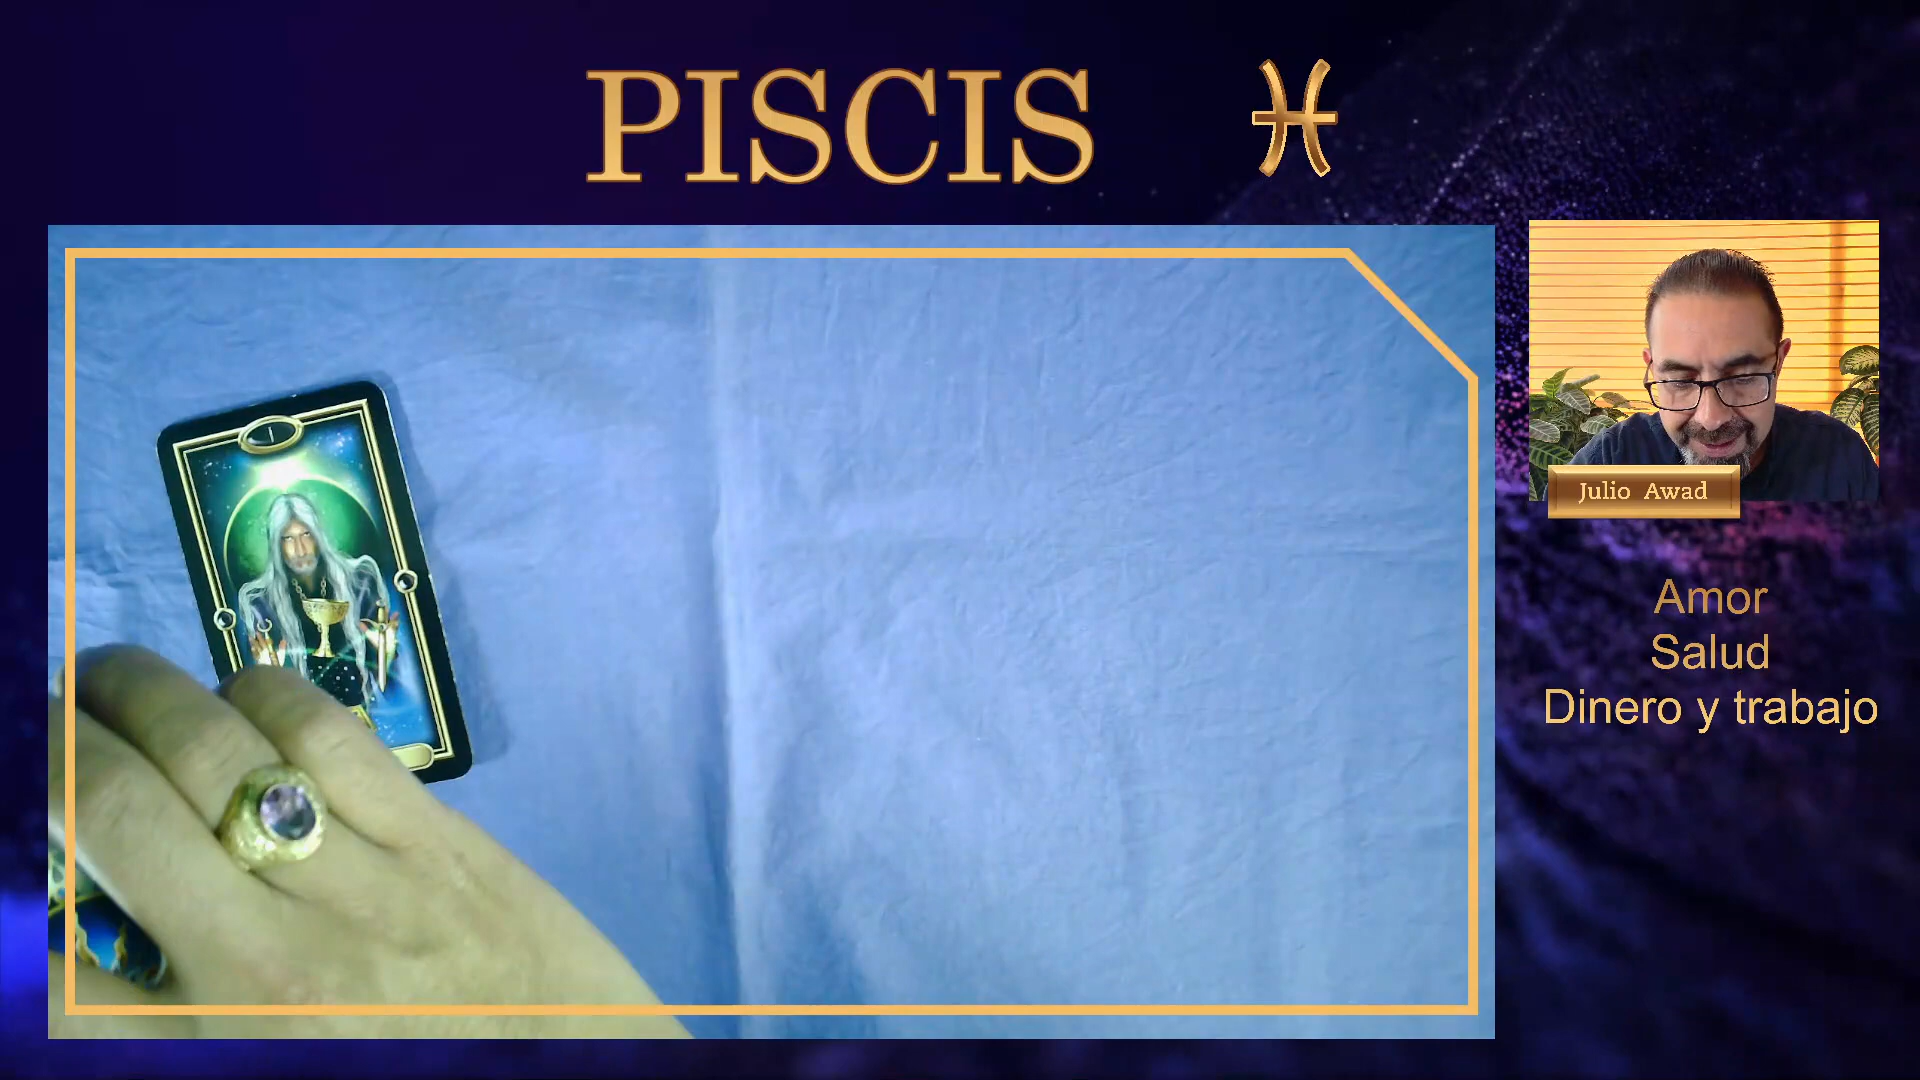 PISCIS
I
Julio Awad
Amor
Salud
Dinero y trabajo